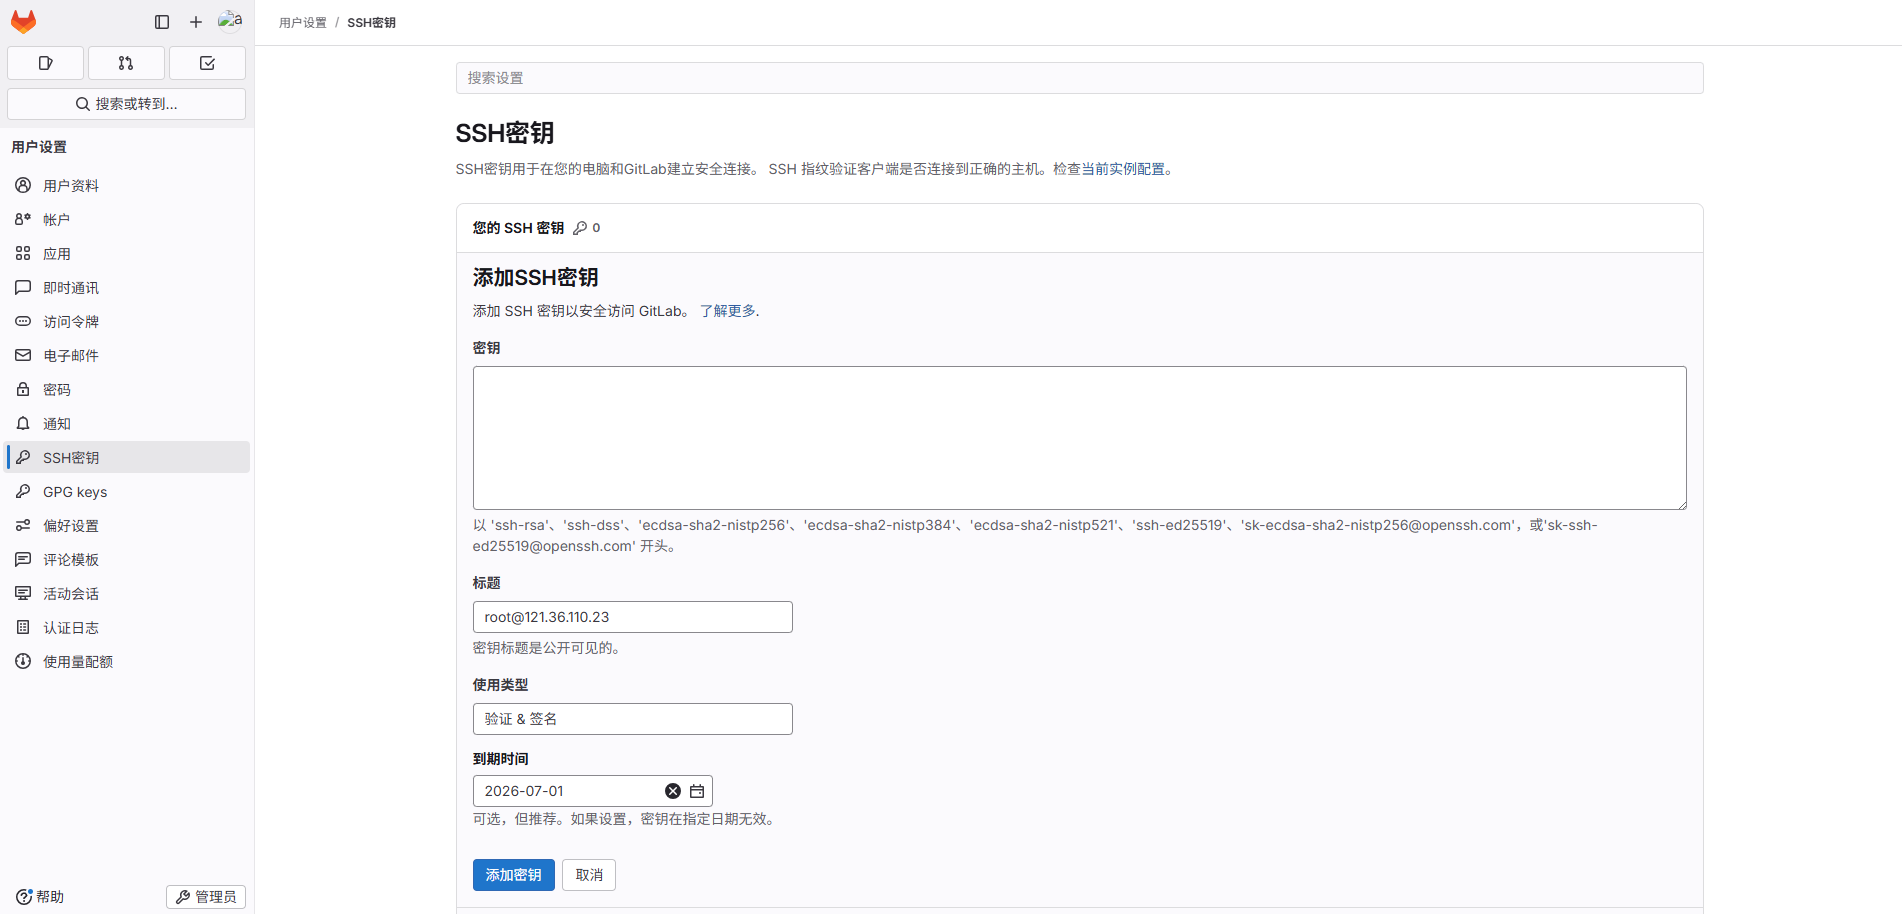 a
用户设置 / SSH密钥
搜索或转到...
用户设置
用户资料
帐户
应用
即时通讯
访问令牌
电子邮件
密码
通知
SSH密钥
GPG keys
偏好设置
评论模板
活动会话
认证日志
使用量配额
帮助
管理员
搜索设置
SSH密钥
SSH密钥用于在您的电脑和GitLab建立安全连接。 SSH 指纹验证客户端是否连接到正确的主机。检查当前实例配置。
您的 SSH 密钥 0
添加SSH密钥
添加 SSH 密钥以安全访问 GitLab。 了解更多.
密钥
以 'ssh-rsa'、'ssh-dss'、'ecdsa-sha2-nistp256'、'ecdsa-sha2-nistp384'、'ecdsa-sha2-nistp521'、'ssh-ed25519'、'sk-ecdsa-sha2-nistp256@openssh.com'，或'sk-ssh-
ed25519@openssh.com' 开头。
标题
root@121.36.110.23
密钥标题是公开可见的。
使用类型
验证 & 签名
到期时间
2026-07-01
可选，但推荐。如果设置，密钥在指定日期无效。
添加密钥
取消